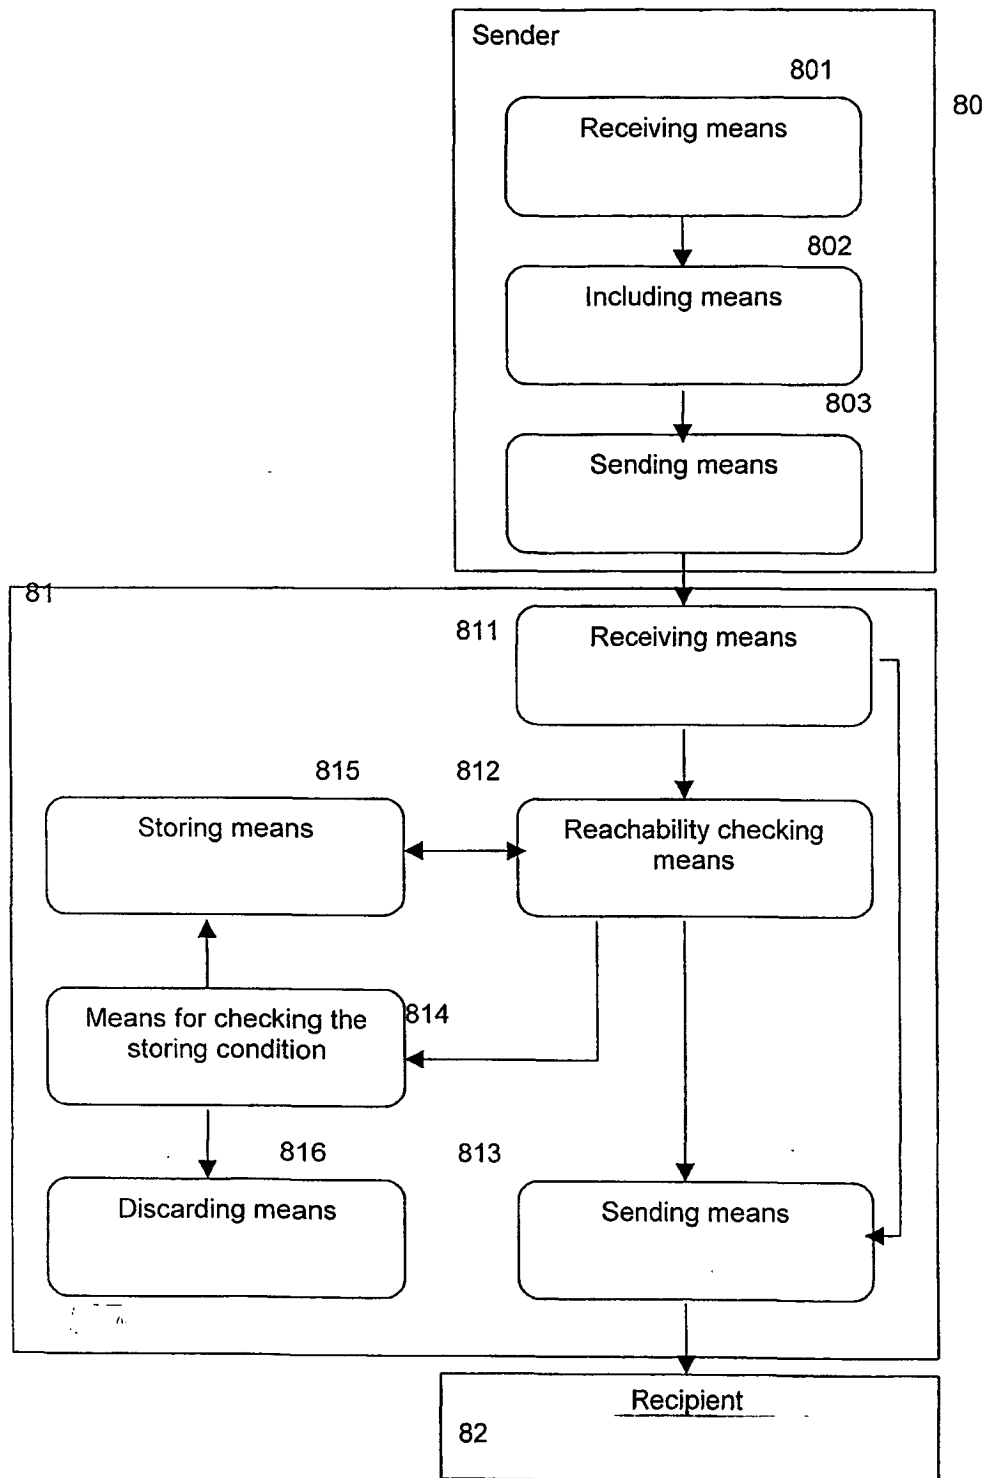 Sender
801
80
Receiving means
802
Including means
803
Sending means
81
811
Receiving means
815
812
Storing means
Reachability checking
means
Means for checking the
storing condition
814
816
813
Discarding means
Sending means
Recipient
82